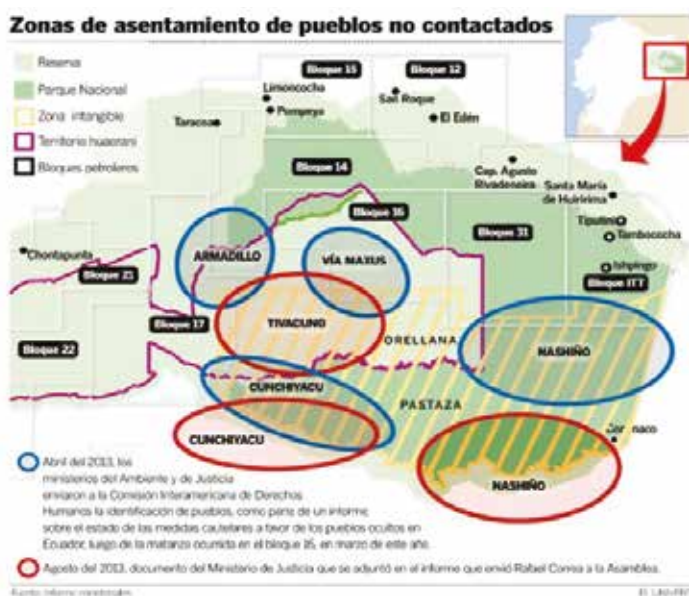 Zonas de asentamiento de pueblos no contactados
Reserva
Parque Nacional
Zona intangible
Territorio huaorani
Bloques petroleros
Bloque 15
Bloque 12
Limoncocha
Pompeya
San Roque
El Edén
Taracoa
Bloque 14
Cap. Agusto
Rivadeneira
Santa María
de Huiririma
Tiputini
Tambococha
Ishpingo
Bloque ITT
Bloque 16
Bloque 31
ARMADILLO
VÍA MAXUS
Chontapunta
Bloque 21
Bloque 17
Bloque 22
TIVACUNO
ORELLANA
NASHIÑO
CUNCHIYACU
PASTAZA
CUNCHIYACU
NASHIÑO
Abril del 2013, los
ministerios del Ambiente y de Justicia
enviaron a la Comisión Interamericana de Derechos
Humanos la identificación de pueblos, como parte de un informe
sobre el estado de las medidas cautelares a favor de los pueblos ocultos en
Ecuador, luego de la matanza ocurrida en el bloque 16, en marzo de este año.
Agosto del 2013, documento del Ministerio de Justicia que se adjuntó en el informe que envió Rafael Correa a la Asamblea.